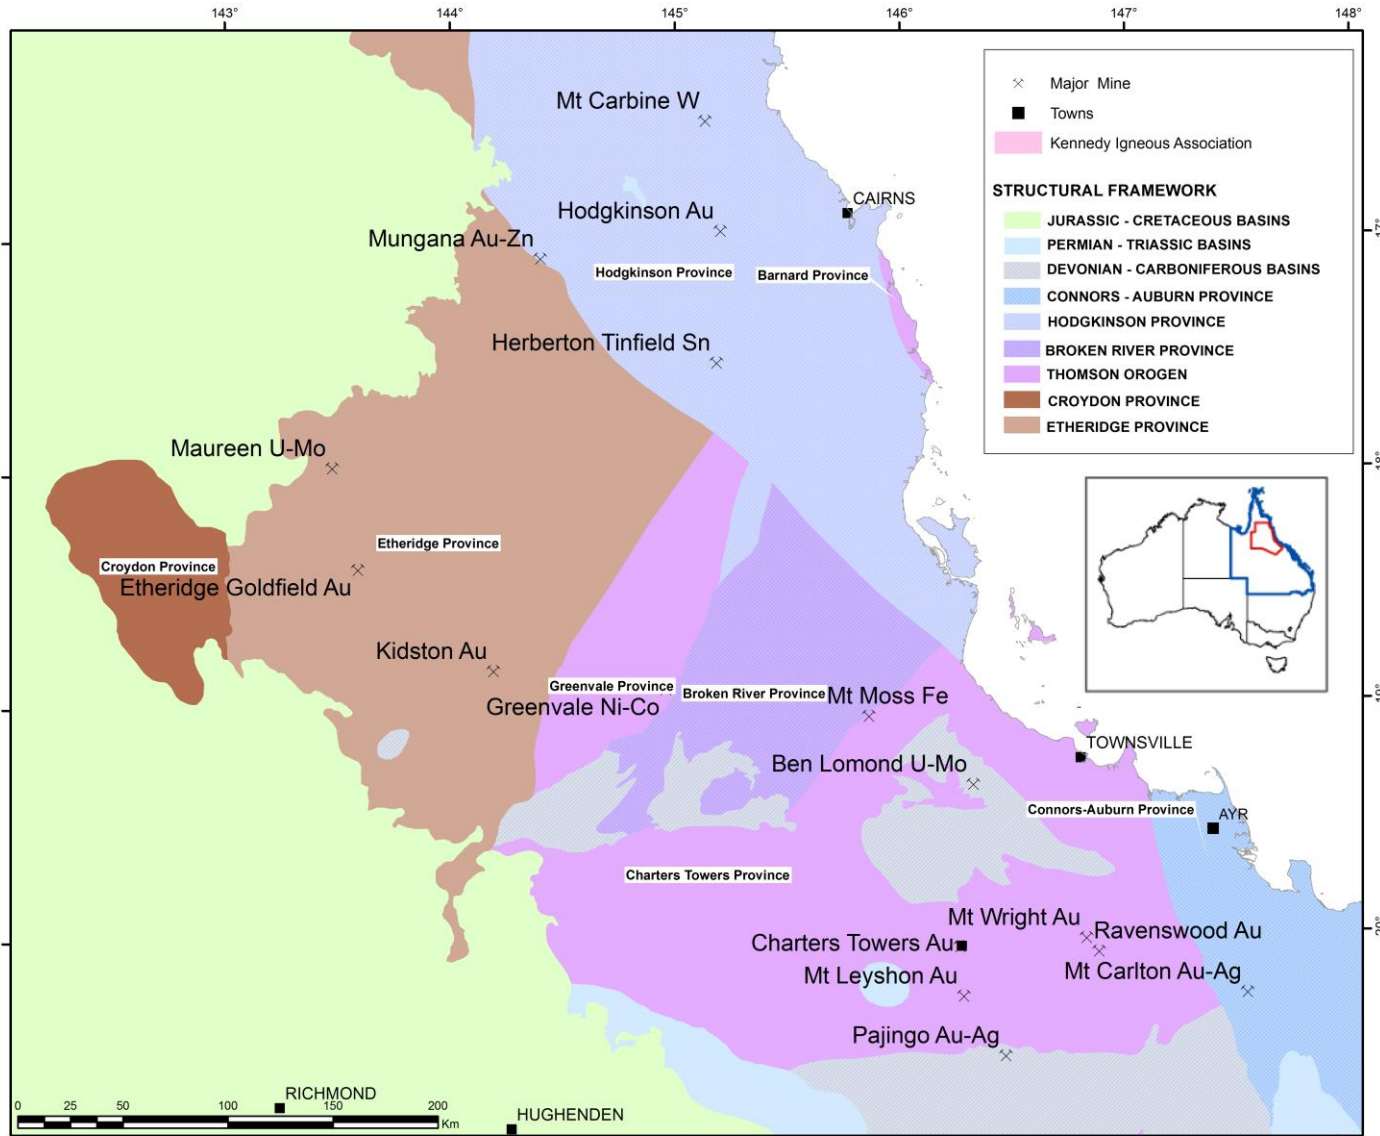 143°
144°
145°
146°
147°
148°
Mt Carbine W
Major Mine
Towns
Kennedy Igneous Association
STRUCTURAL FRAMEWORK
JURASSIC - CRETACEOUS BASINS
PERMIAN - TRIASSIC BASINS
DEVONIAN - CARBONIFEROUS BASINS
CONNORS - AUBURN PROVINCE
HODGKINSON PROVINCE
BROKEN RIVER PROVINCE
THOMSON OROGEN
CROYDON PROVINCE
ETHERIDGE PROVINCE
CAIRNS
Hodgkinson Au
17°
Mungana Au-Zn
Hodgkinson Province
Barnard Province
Herberton Tinfield Sn
Maureen U-Mo
18°
Etheridge Province
Croydon Province
Etheridge Goldfield Au
Kidston Au
Greenvale Province
Broken River Province
Mt Moss Fe
19°
Greenvale Ni-Co
TOWNSVILLE
Ben Lomond U-Mo
Connors-Auburn Province
AYR
Charters Towers Province
Mt Wright Au
Ravenswood Au
20°
Charters Towers Au
Mt Leyshon Au
Mt Carlton Au-Ag
Pajingo Au-Ag
RICHMOND
0 25 50 100 150 200
Km
HUGHENDEN